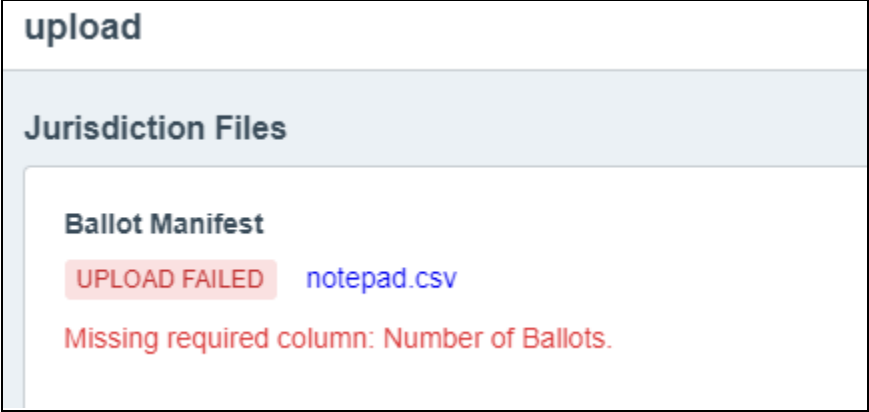 upload
Jurisdiction Files
Ballot Manifest
UPLOAD FAILED notepad.csv
Missing required column: Number of Ballots.